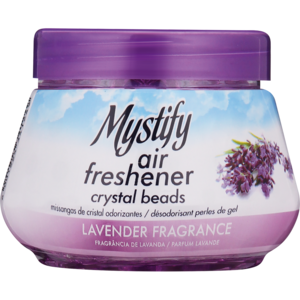 Mystify
air
freshener
crystal beads
missangas de cristal odorizantes / désodorisant perles de gel
LAVENDER FRAGRANCE
FRAGRÂNCIA DE LAVANDA / PARFUM LAVANDE